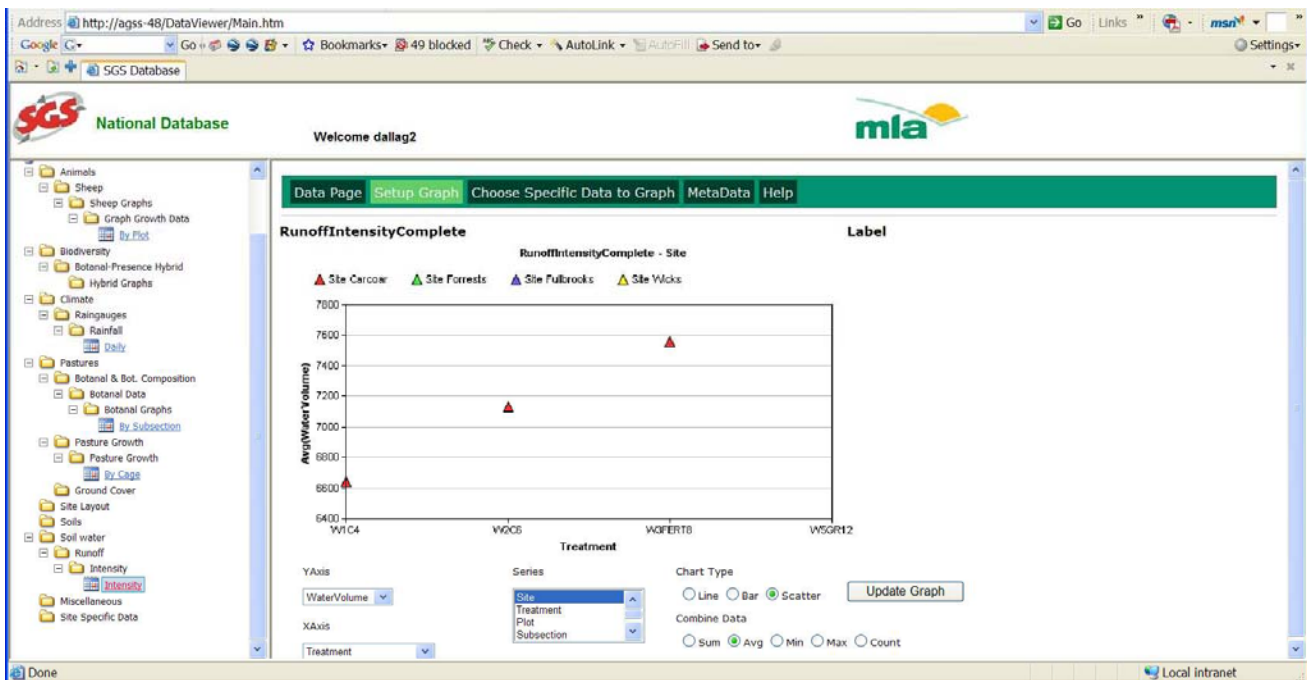 Address http://agss-48/DataViewer/Main.htm Go Links » msn »
Google G Go Bookmarks 49 blocked Check AutoLink AutoFill Send to Settings
SGS Database
SGS National Database
Welcome dallag2
mla
Animals
Sheep
Sheep Graphs
Graph Growth Data
By Plot
Biodiversity
Botanal-Presence Hybrid
Hybrid Graphs
Climate
Raingauges
Rainfall
Daily
Pastures
Botanal & Bot. Composition
Botanal Data
Botanal Graphs
By Subsection
Pasture Growth
Pasture Growth
By Cage
Ground Cover
Site Layout
Soils
Soil water
Runoff
Intensity
Intensity
Miscellaneous
Site Specific Data
Data Page Setup Graph Choose Specific Data to Graph MetaData Help
RunoffIntensityComplete Label
RunoffIntensityComplete - Site
Site Carcoar Site Forrests Site Fulbrooks Site Wicks
7800
7600
7400
7200
7000
6800
6600
6400
Avg(WaterVolume)
W1C4 W2C6 W3FERT8 W5GR12
Treatment
YAxis Series Chart Type
WaterVolume Site Line Bar Scatter Update Graph
Treatment
Plot Combine Data
XAxis Subsection Sum Avg Min Max Count
Treatment
Done Local intranet